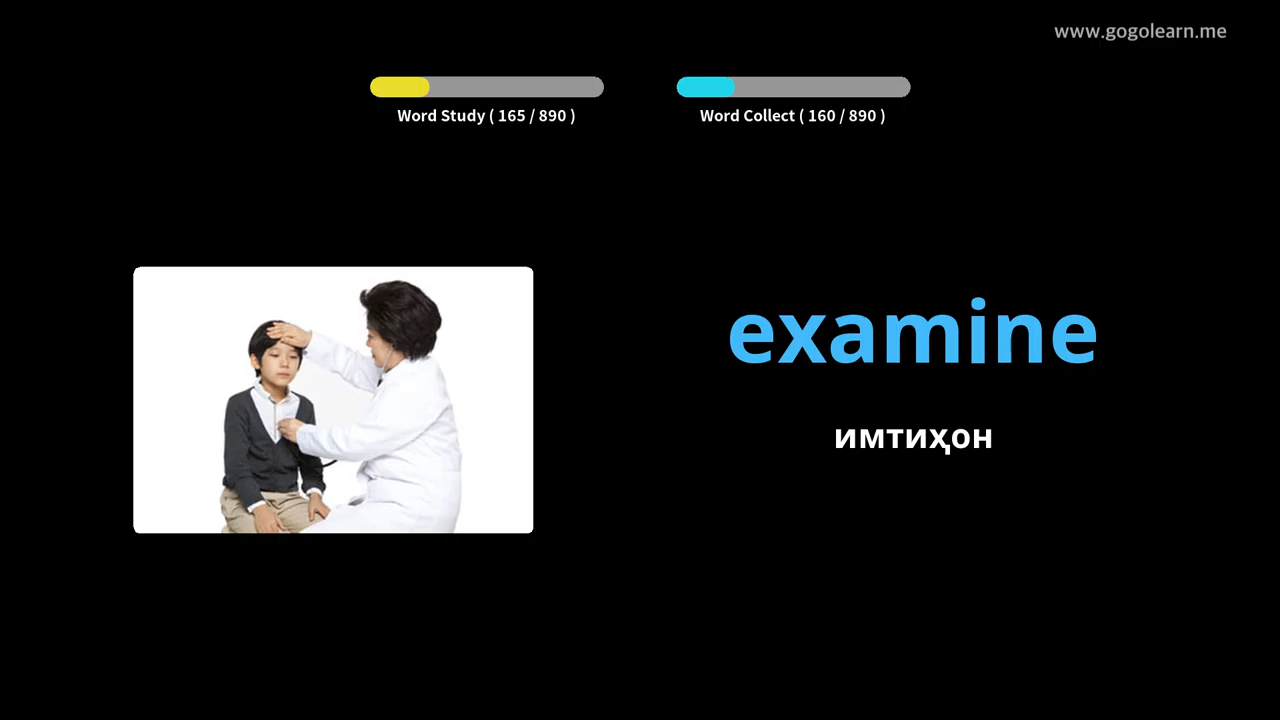 www.gogolearn.me
Word Study ( 165 / 890 )
Word Collect ( 160 / 890 )
examine
имтиҳон